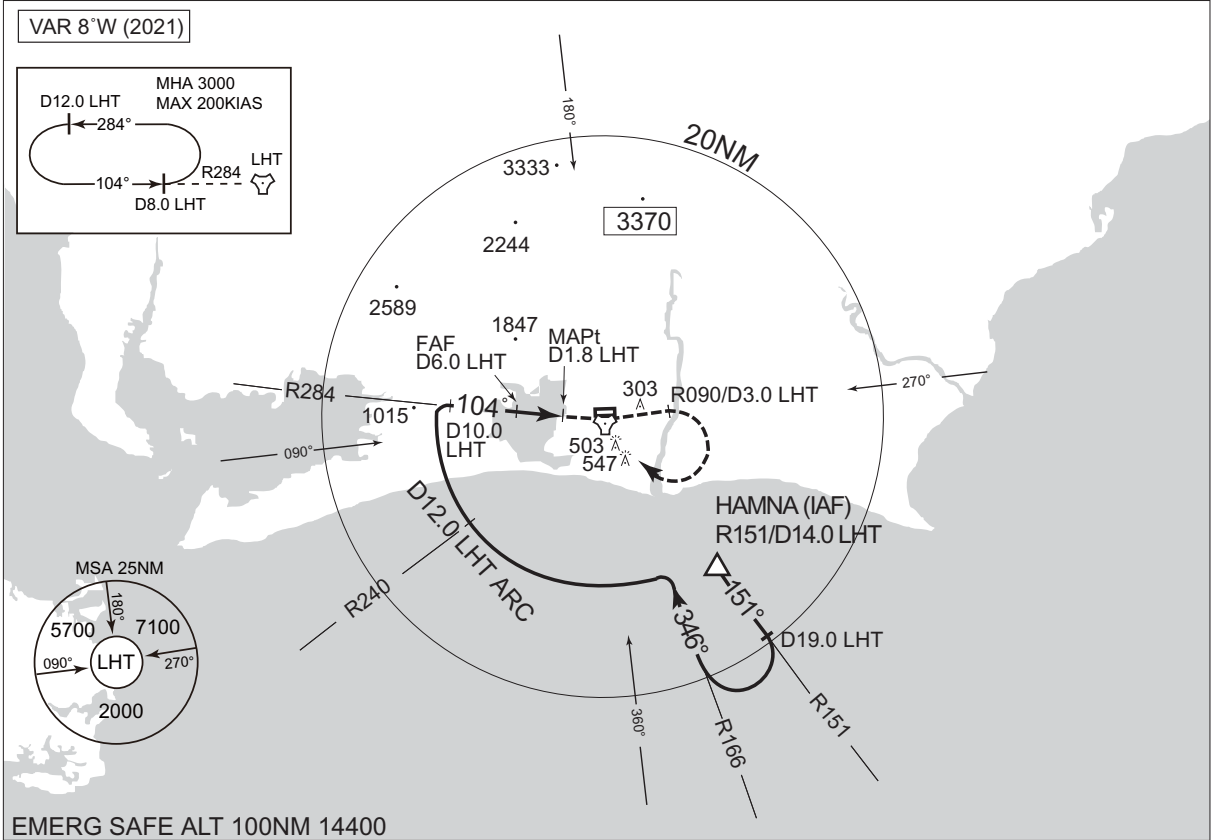 VAR 8°W (2021)
MHA 3000
MAX 200KIAS
D12.0 LHT
284°
LHT
R284
104°
D8.0 LHT
180°
20NM
3333
3370
2244
2589
1847
FAF
D6.0 LHT
MAPt
D1.8 LHT
270°
R284
303
R090/D3.0 LHT
1015
104°
D10.0
LHT
090°
503
547
HAMNA (IAF)
R151/D14.0 LHT
D12.0 LHT ARC
R240
151°
346°
D19.0 LHT
MSA 25NM
180°
5700
7100
090°
LHT
270°
2000
360°
R166
R151
EMERG SAFE ALT 100NM 14400